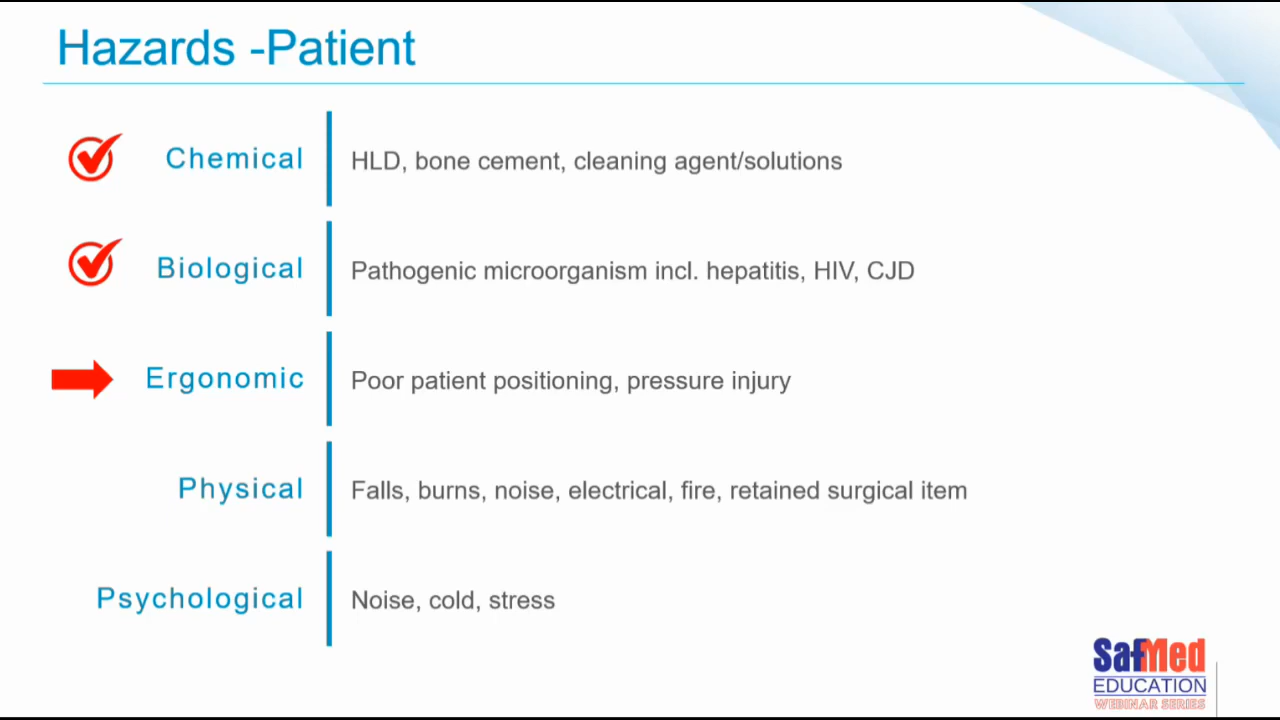 Hazards -Patient
Chemical
HLD, bone cement, cleaning agent/solutions
Biological
Pathogenic microorganism incl. hepatitis, HIV, CJD
Ergonomic
Poor patient positioning, pressure injury
Physical
Falls, burns, noise, electrical, fire, retained surgical item
Psychological
Noise, cold, stress
SafMed
EDUCATION
WEBINAR SERIES